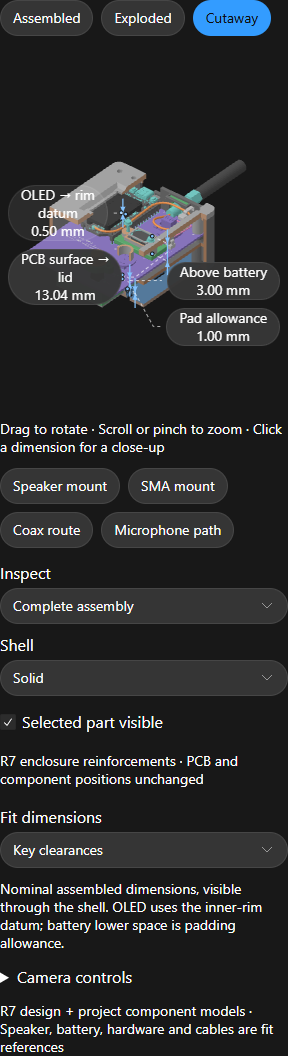 Assembled
Exploded
Cutaway
OLED → rim
datum
0.50 mm
PCB surface →
lid
13.04 mm
Above battery
3.00 mm
Pad allowance
1.00 mm
Drag to rotate · Scroll or pinch to zoom · Click
a dimension for a close-up
Speaker mount
SMA mount
Coax route
Microphone path
Inspect
Complete assembly
Shell
Solid
Selected part visible
R7 enclosure reinforcements · PCB and
component positions unchanged
Fit dimensions
Key clearances
Nominal assembled dimensions, visible
through the shell. OLED uses the inner-rim
datum; battery lower space is padding
allowance.
Camera controls
R7 design + project component models ·
Speaker, battery, hardware and cables are fit
references